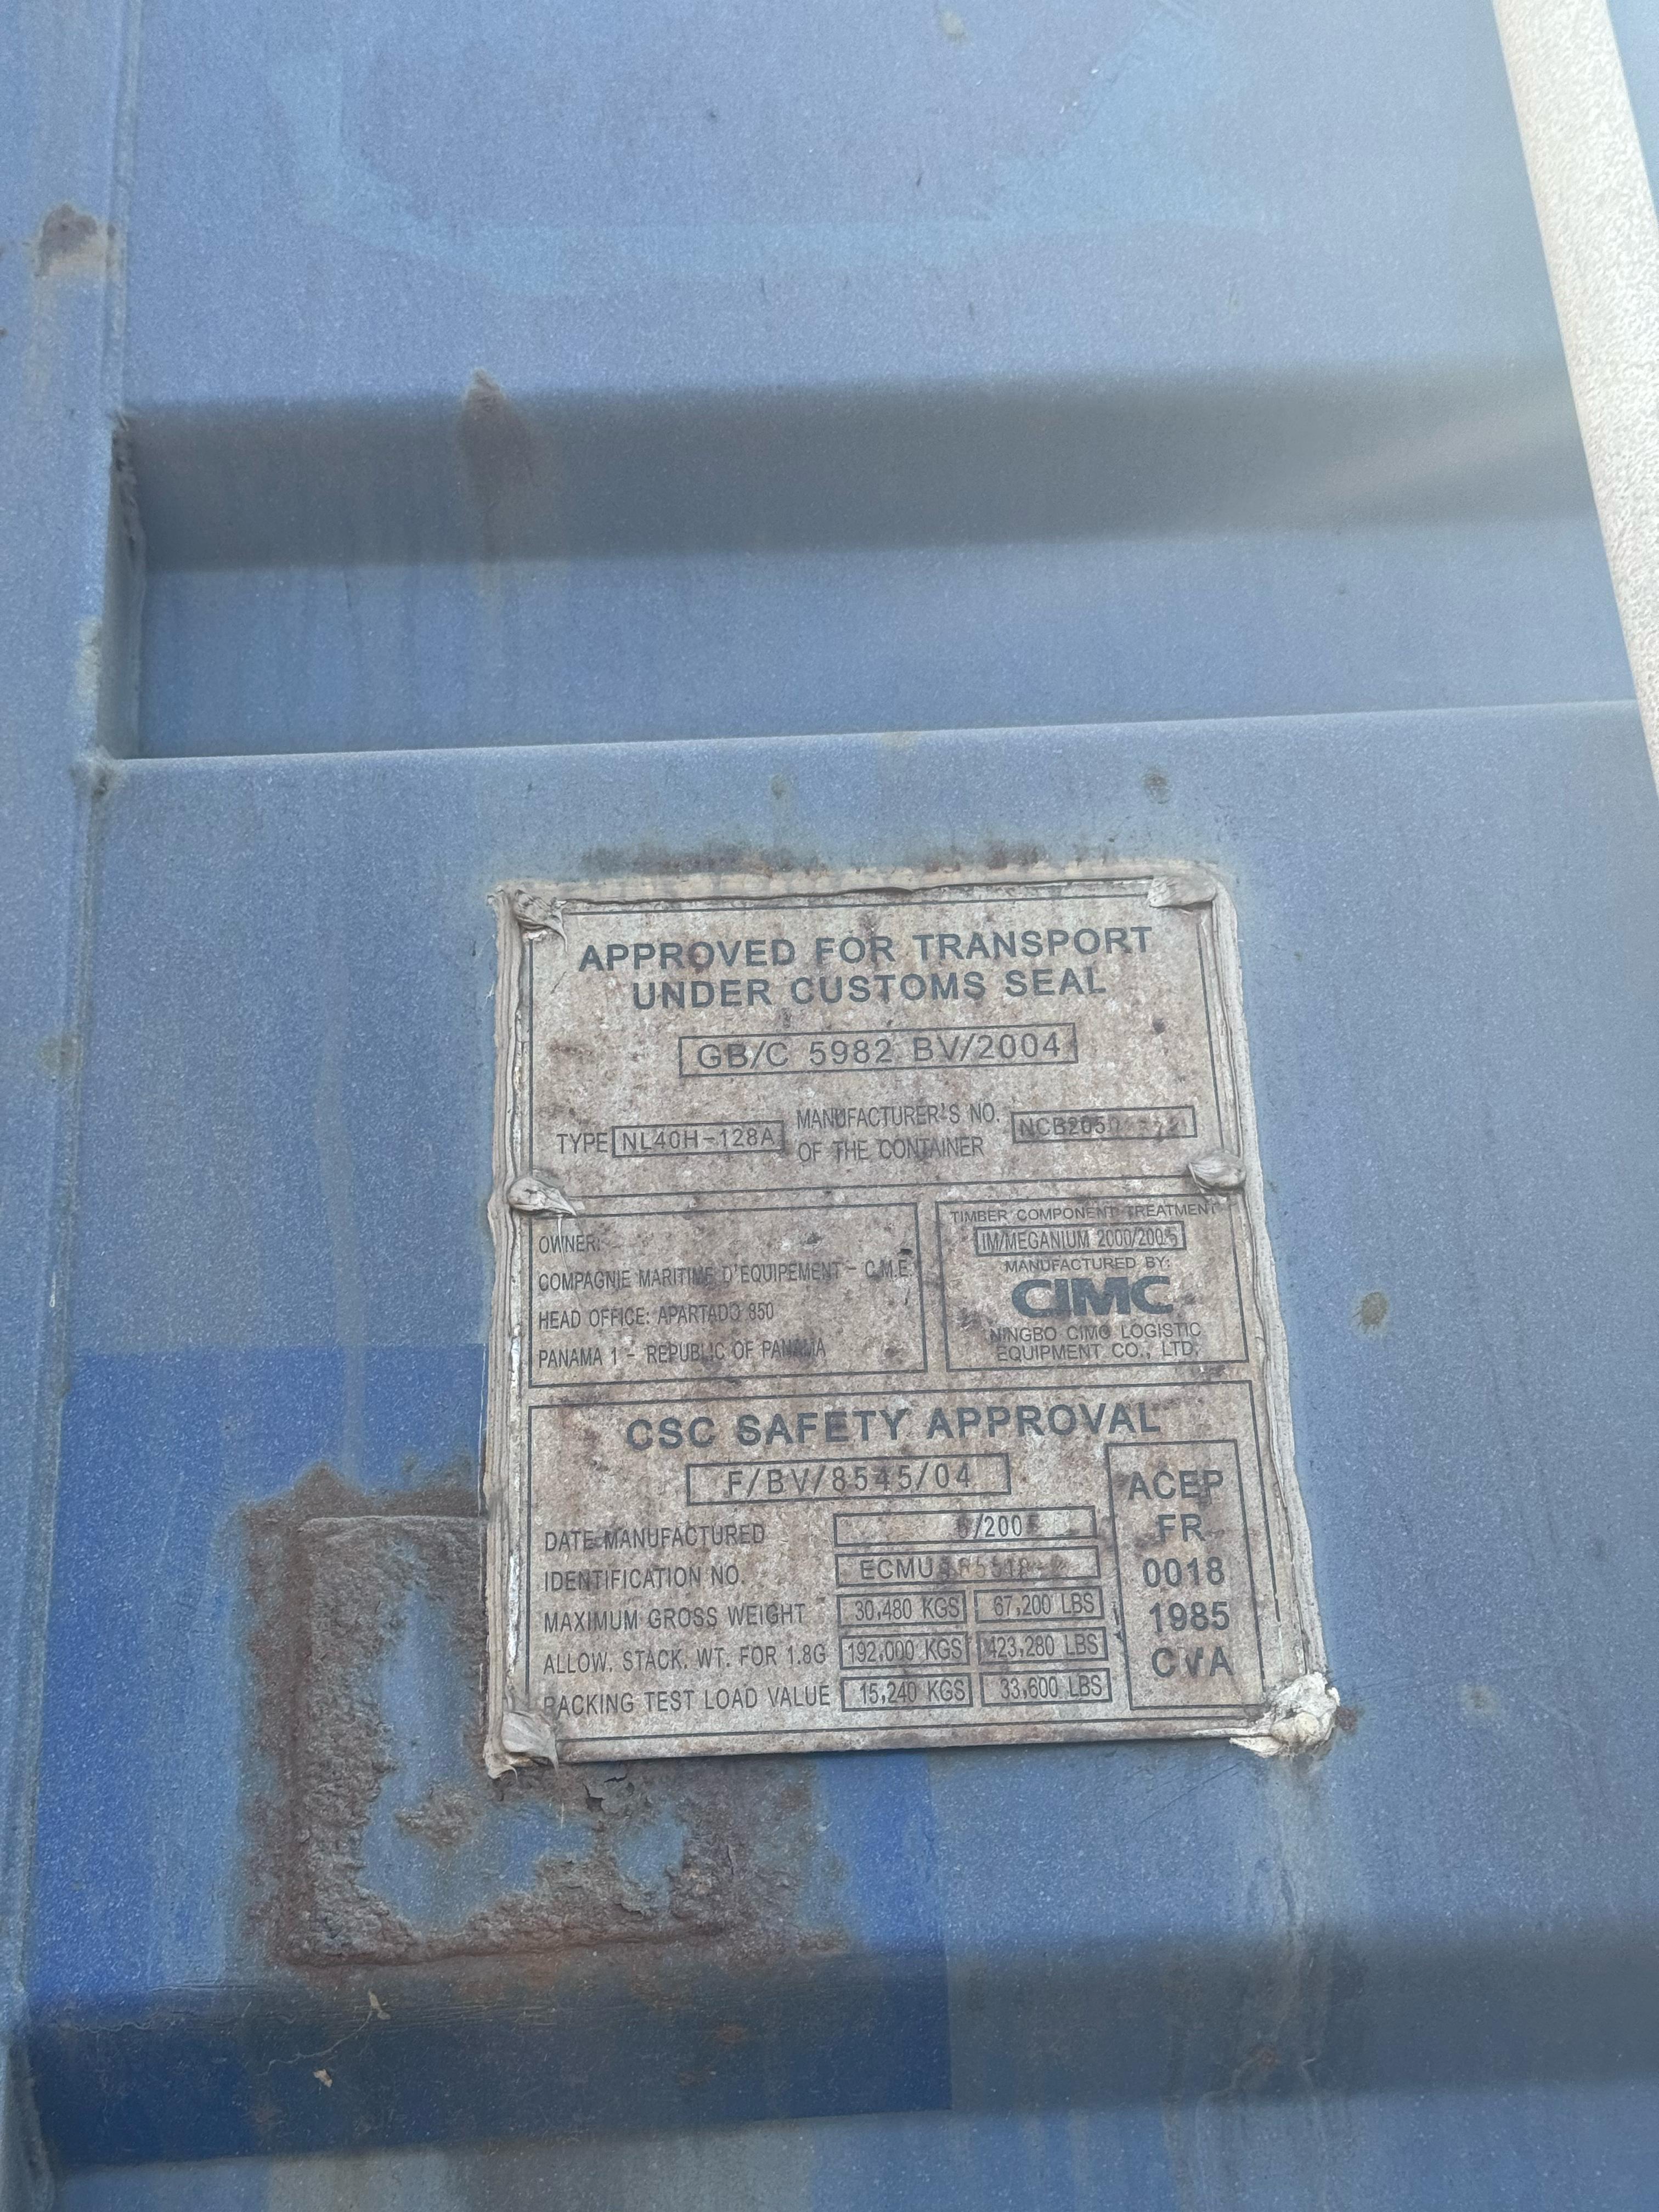 APPROVED FOR TRANSPORT
UNDER CUSTOMS SEAL
GB/C 5982 BV/2004
TYPE NL40H-128A MANUFACTURER'S NO.
OF THE CONTAINER
OWNER:
COMPAGNIE MARITIME D'EQUIPEMENT - C.M.E.
HEAD OFFICE: APARTADO 850
PANAMA 1 - REPUBLIC OF PANAMA
TIMBER COMPONENT TREATMENT
IM/MEGANIUM 2000/2005
MANUFACTURED BY:
CIMC
NINGBO CIMC LOGISTIC
EQUIPMENT CO., LTD.
CSC SAFETY APPROVAL
F/BV/8545/04
DATE MANUFACTURED
IDENTIFICATION NO. ECMU
MAXIMUM GROSS WEIGHT 30,480 KGS 67,200 LBS
ALLOW. STACK. WT. FOR 1.8G 192,000 KGS 423,280 LBS
RACKING TEST LOAD VALUE 15,240 KGS 33,600 LBS
ACEP
FR
0018
1985
CVA